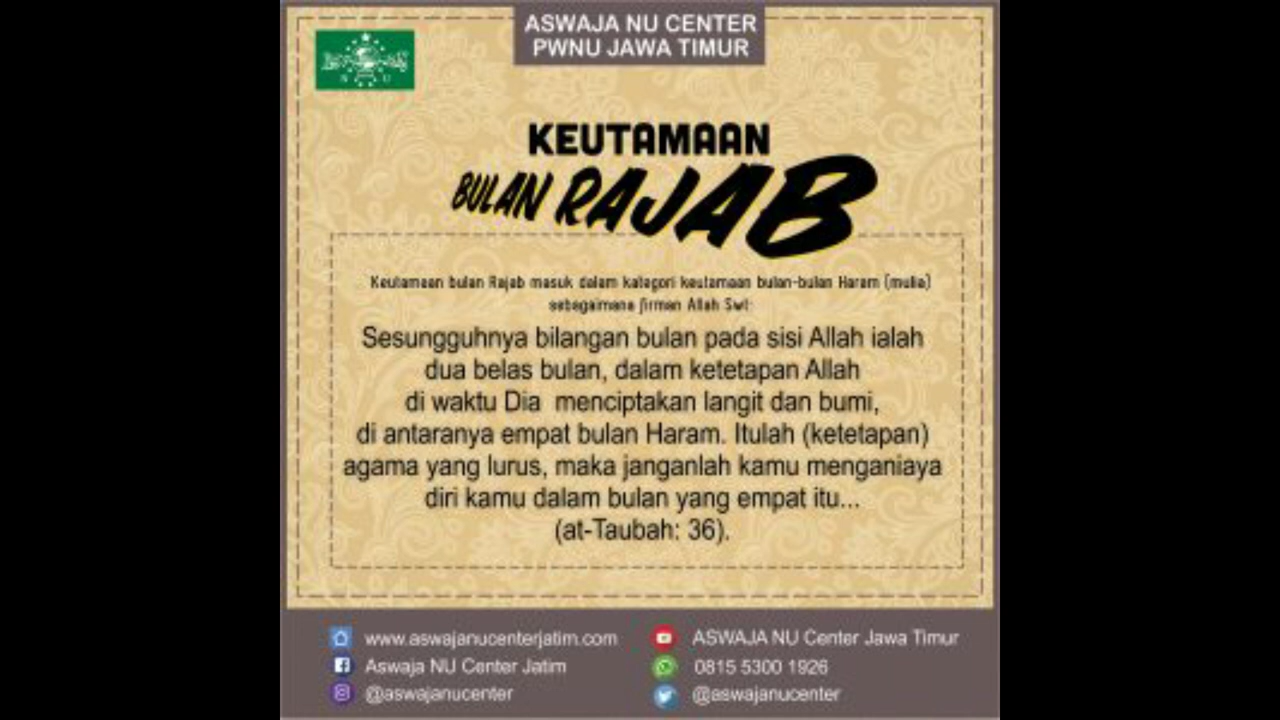 ASWAJA NU CENTER
PWNU JAWA TIMUR
N U
KEUTAMAAN
BULAN RAJAB
Keutamaan bulan Rajab masuk dalam kategori keutamaan bulan-bulan Haram (mulia)
sebagaimana firman Allah Swt:
Sesungguhnya bilangan bulan pada sisi Allah ialah
dua belas bulan, dalam ketetapan Allah
di waktu Dia menciptakan langit dan bumi,
di antaranya empat bulan Haram. Itulah (ketetapan)
agama yang lurus, maka janganlah kamu menganiaya
diri kamu dalam bulan yang empat itu...
(at-Taubah: 36).
www.aswajanucenterjatim.com
Aswaja NU Center Jatim
@aswajanucenter
ASWAJA NU Center Jawa Timur
0815 5300 1926
@aswajanucenter